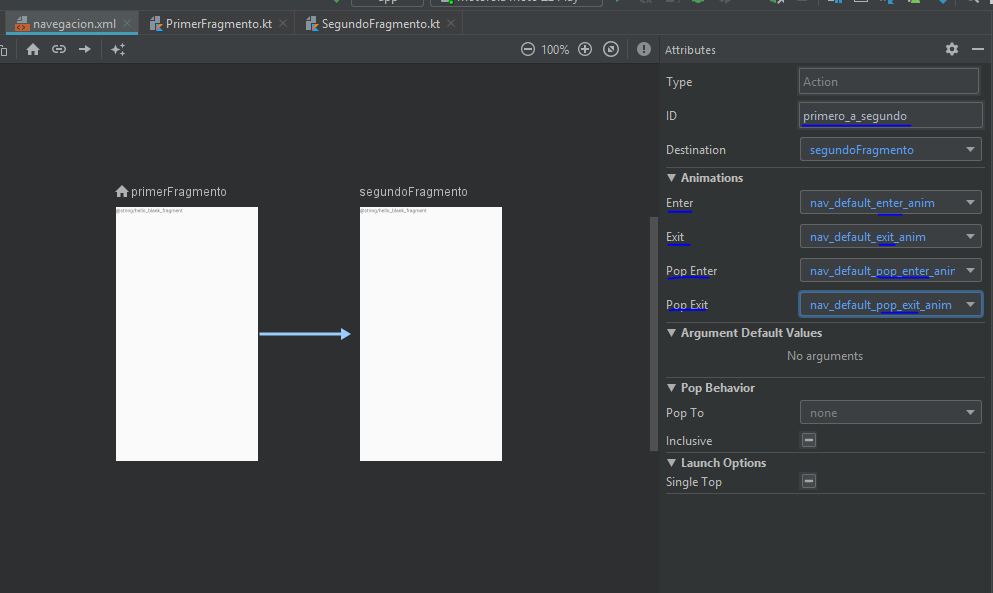 navegacion.xml PrimerFragmento.kt SegundoFragmento.kt
100% Attributes
Type Action
ID primero_a_segundo
Destination segundoFragmento
Animations
primerFragmento segundoFragmento
Enter nav_default_enter_anim
@string/hello_blank_fragment @string/hello_blank_fragment
Exit nav_default_exit_anim
Pop Enter nav_default_pop_enter_anin
Pop Exit nav_default_pop_exit_anim
Argument Default Values
No arguments
Pop Behavior
Pop To none
Inclusive
Launch Options
Single Top